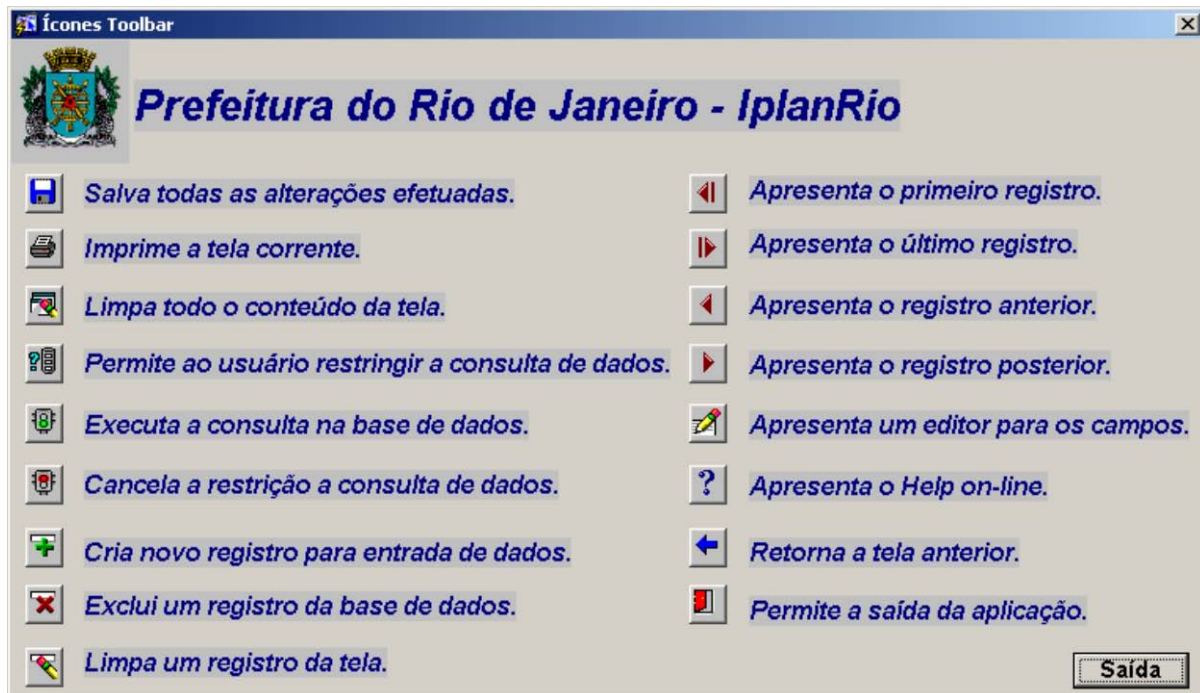 Ícones Toolbar
Prefeitura do Rio de Janeiro - IplanRio
Salva todas as alterações efetuadas.
Imprime a tela corrente.
Limpa todo o conteúdo da tela.
Permite ao usuário restringir a consulta de dados.
Executa a consulta na base de dados.
Cancela a restrição a consulta de dados.
Cria novo registro para entrada de dados.
Exclui um registro da base de dados.
Limpa um registro da tela.
Apresenta o primeiro registro.
Apresenta o último registro.
Apresenta o registro anterior.
Apresenta o registro posterior.
Apresenta um editor para os campos.
Apresenta o Help on-line.
Retorna a tela anterior.
Permite a saída da aplicação.
Saída